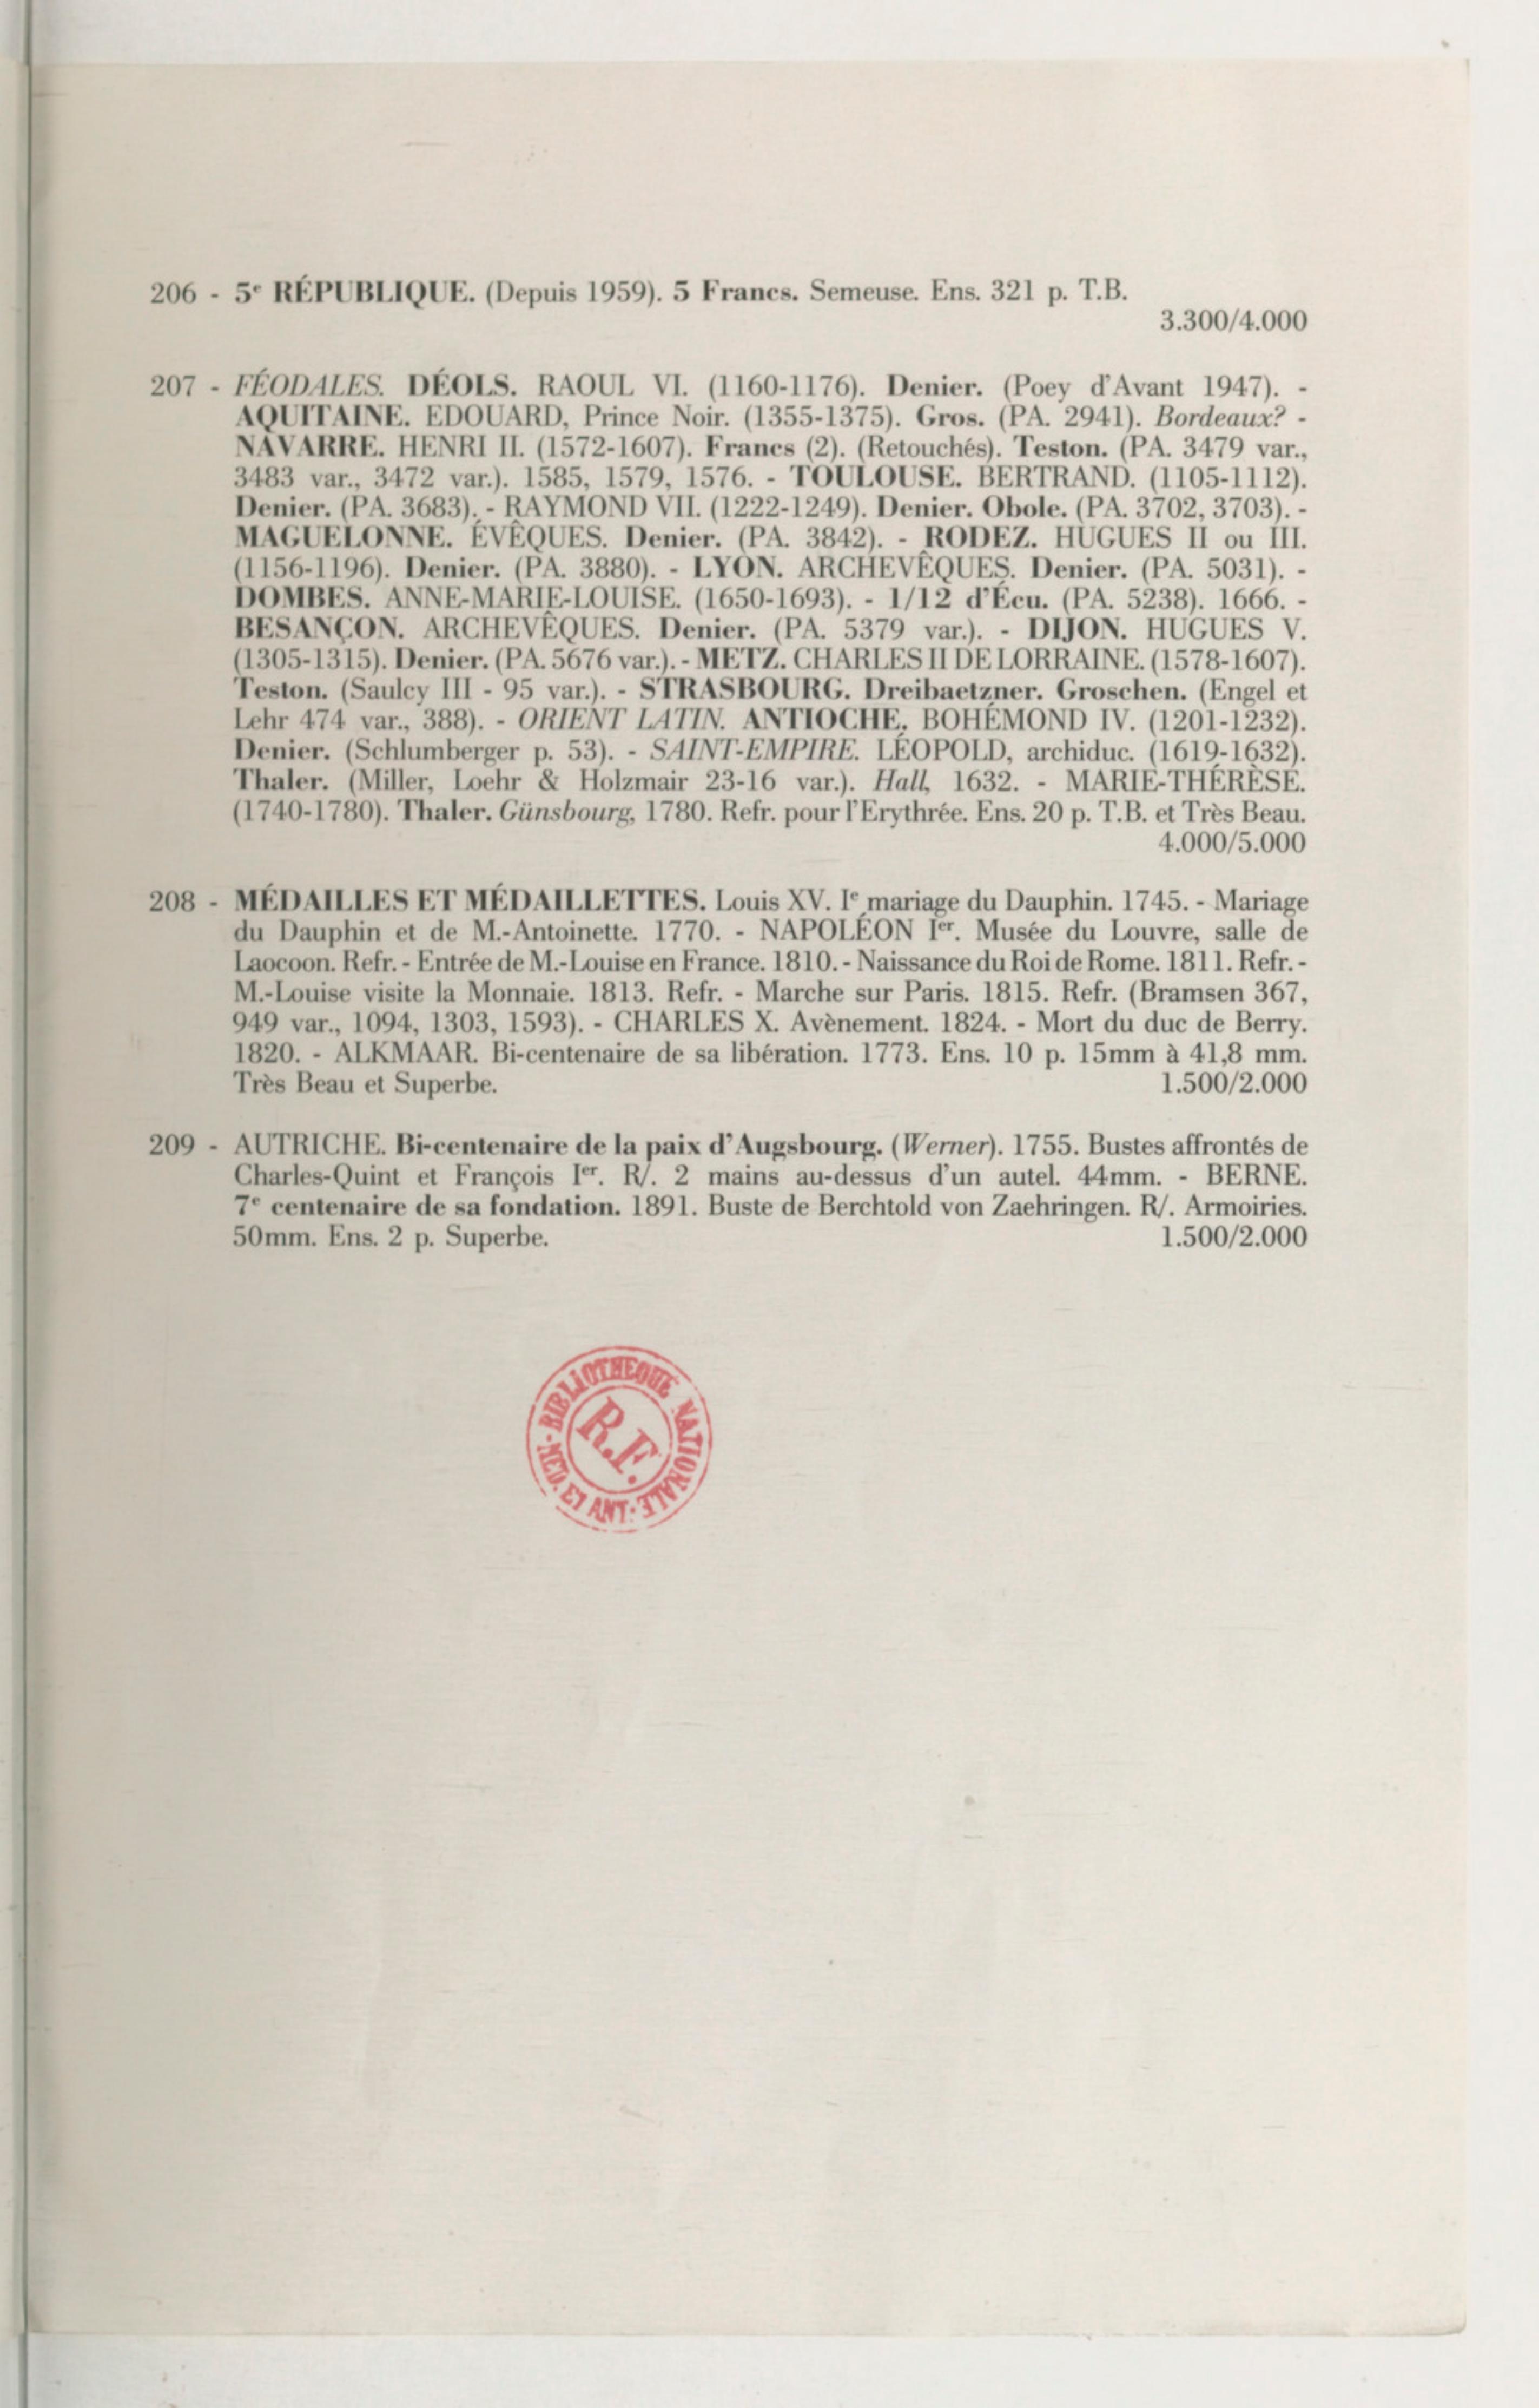 206 - 5e RÉPUBLIQUE. (Depuis 1959). 5 Francs. Semeuse. Ens. 321 p. T.B.
3.300/4.000
207 - FÉODALES. DÉOLS. RAOUL VI. (1160-1176). Denier. (Poey d'Avant 1947). -
AQUITAINE. EDOUARD, Prince Noir. (1355-1375). Gros. (PA. 2941). Bordeaux? -
NAVARRE. HENRI II. (1572-1607). Francs (2). (Retouchés). Teston. (PA. 3479 var.,
3483 var., 3472 var.). 1585, 1579, 1576. - TOULOUSE. BERTRAND. (1105-1112).
Denier. (PA. 3683). - RAYMOND VII. (1222-1249). Denier. Obole. (PA. 3702, 3703). -
MAGUELONNE. ÉVÊQUES. Denier. (PA. 3842). - RODEZ. HUGUES II ou III.
(1156-1196). Denier. (PA. 3880). - LYON. ARCHEVÊQUES. Denier. (PA. 5031). -
DOMBES. ANNE-MARIE-LOUISE. (1650-1693). - 1/12 d'Écu. (PA. 5238). 1666. -
BESANÇON. ARCHEVÊQUES. Denier. (PA. 5379 var.). - DIJON. HUGUES V.
(1305-1315). Denier. (PA. 5676 var.). - METZ. CHARLES II DE LORRAINE. (1578-1607).
Teston. (Saulcy III - 95 var.). - STRASBOURG. Dreibaetzner. Groschen. (Engel et
Lehr 474 var., 388). - ORIENT LATIN. ANTIOCHE. BOHÉMOND IV. (1201-1232).
Denier. (Schlumberger p. 53). - SAINT-EMPIRE. LÉOPOLD, archiduc. (1619-1632).
Thaler. (Miller, Loehr & Holzmair 23-16 var.). Hall, 1632. - MARIE-THÉRÈSE.
(1740-1780). Thaler. Günsbourg, 1780. Refr. pour l'Erythrée. Ens. 20 p. T.B. et Très Beau.
4.000/5.000
208 - MÉDAILLES ET MÉDAILLETTES. Louis XV. Ie mariage du Dauphin. 1745. - Mariage
du Dauphin et de M.-Antoinette. 1770. - NAPOLÉON Ier. Musée du Louvre, salle de
Laocoon. Refr. - Entrée de M.-Louise en France. 1810. - Naissance du Roi de Rome. 1811. Refr. -
M.-Louise visite la Monnaie. 1813. Refr. - Marche sur Paris. 1815. Refr. (Bramsen 367,
949 var., 1094, 1303, 1593). - CHARLES X. Avènement. 1824. - Mort du duc de Berry.
1820. - ALKMAAR. Bi-centenaire de sa libération. 1773. Ens. 10 p. 15mm à 41,8 mm.
Très Beau et Superbe. 1.500/2.000
209 - AUTRICHE. Bi-centenaire de la paix d'Augsbourg. (Werner). 1755. Bustes affrontés de
Charles-Quint et François Ier. R/. 2 mains au-dessus d'un autel. 44mm. - BERNE.
7e centenaire de sa fondation. 1891. Buste de Berchtold von Zaehringen. R/. Armoiries.
50mm. Ens. 2 p. Superbe. 1.500/2.000
BIBLIOTHEQUE NATIONALE
R.F.
MED. ET ANT.